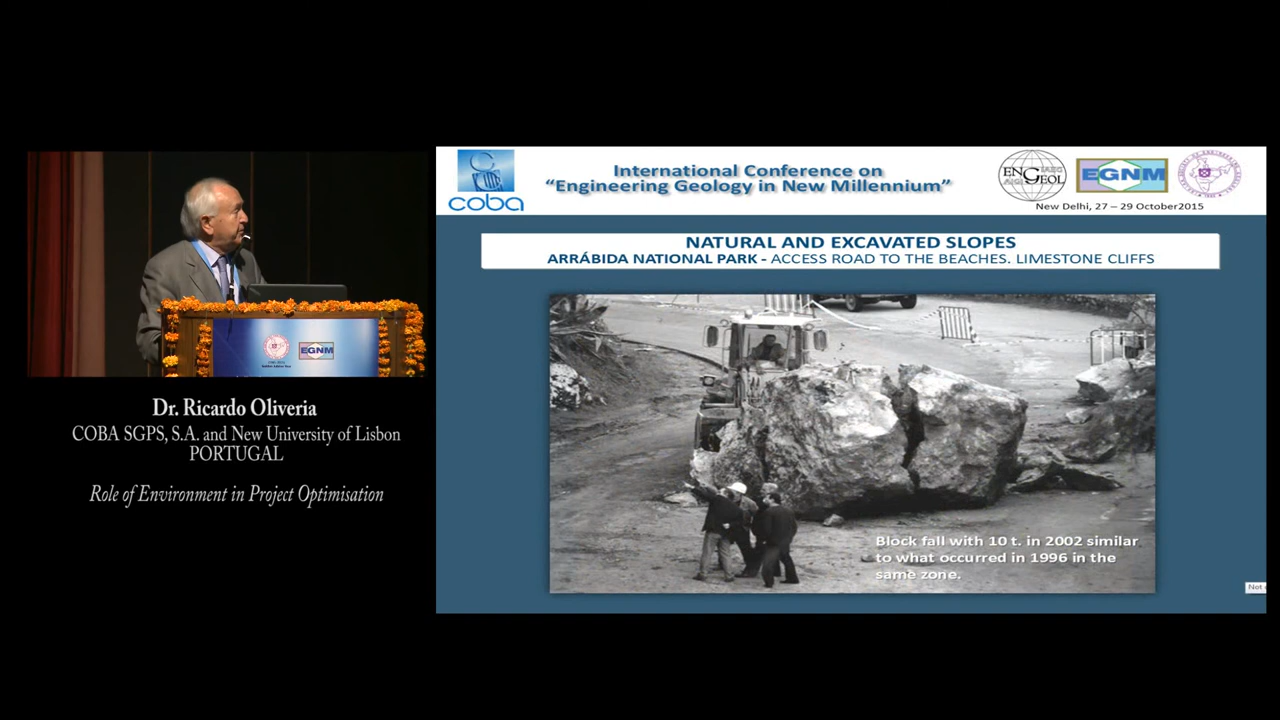 coba
International Conference on
“Engineering Geology in New Millennium”
ENGEOL
EGNM
New Delhi, 27 – 29 October2015
NATURAL AND EXCAVATED SLOPES
ARRÁBIDA NATIONAL PARK - ACCESS ROAD TO THE BEACHES. LIMESTONE CLIFFS
Block fall with 10 t. in 2002 similar
to what occurred in 1996 in the
same zone.
Not
EGNM
Dr. Ricardo Oliveria
COBA SGPS, S.A. and New University of Lisbon
PORTUGAL
Role of Environment in Project Optimisation